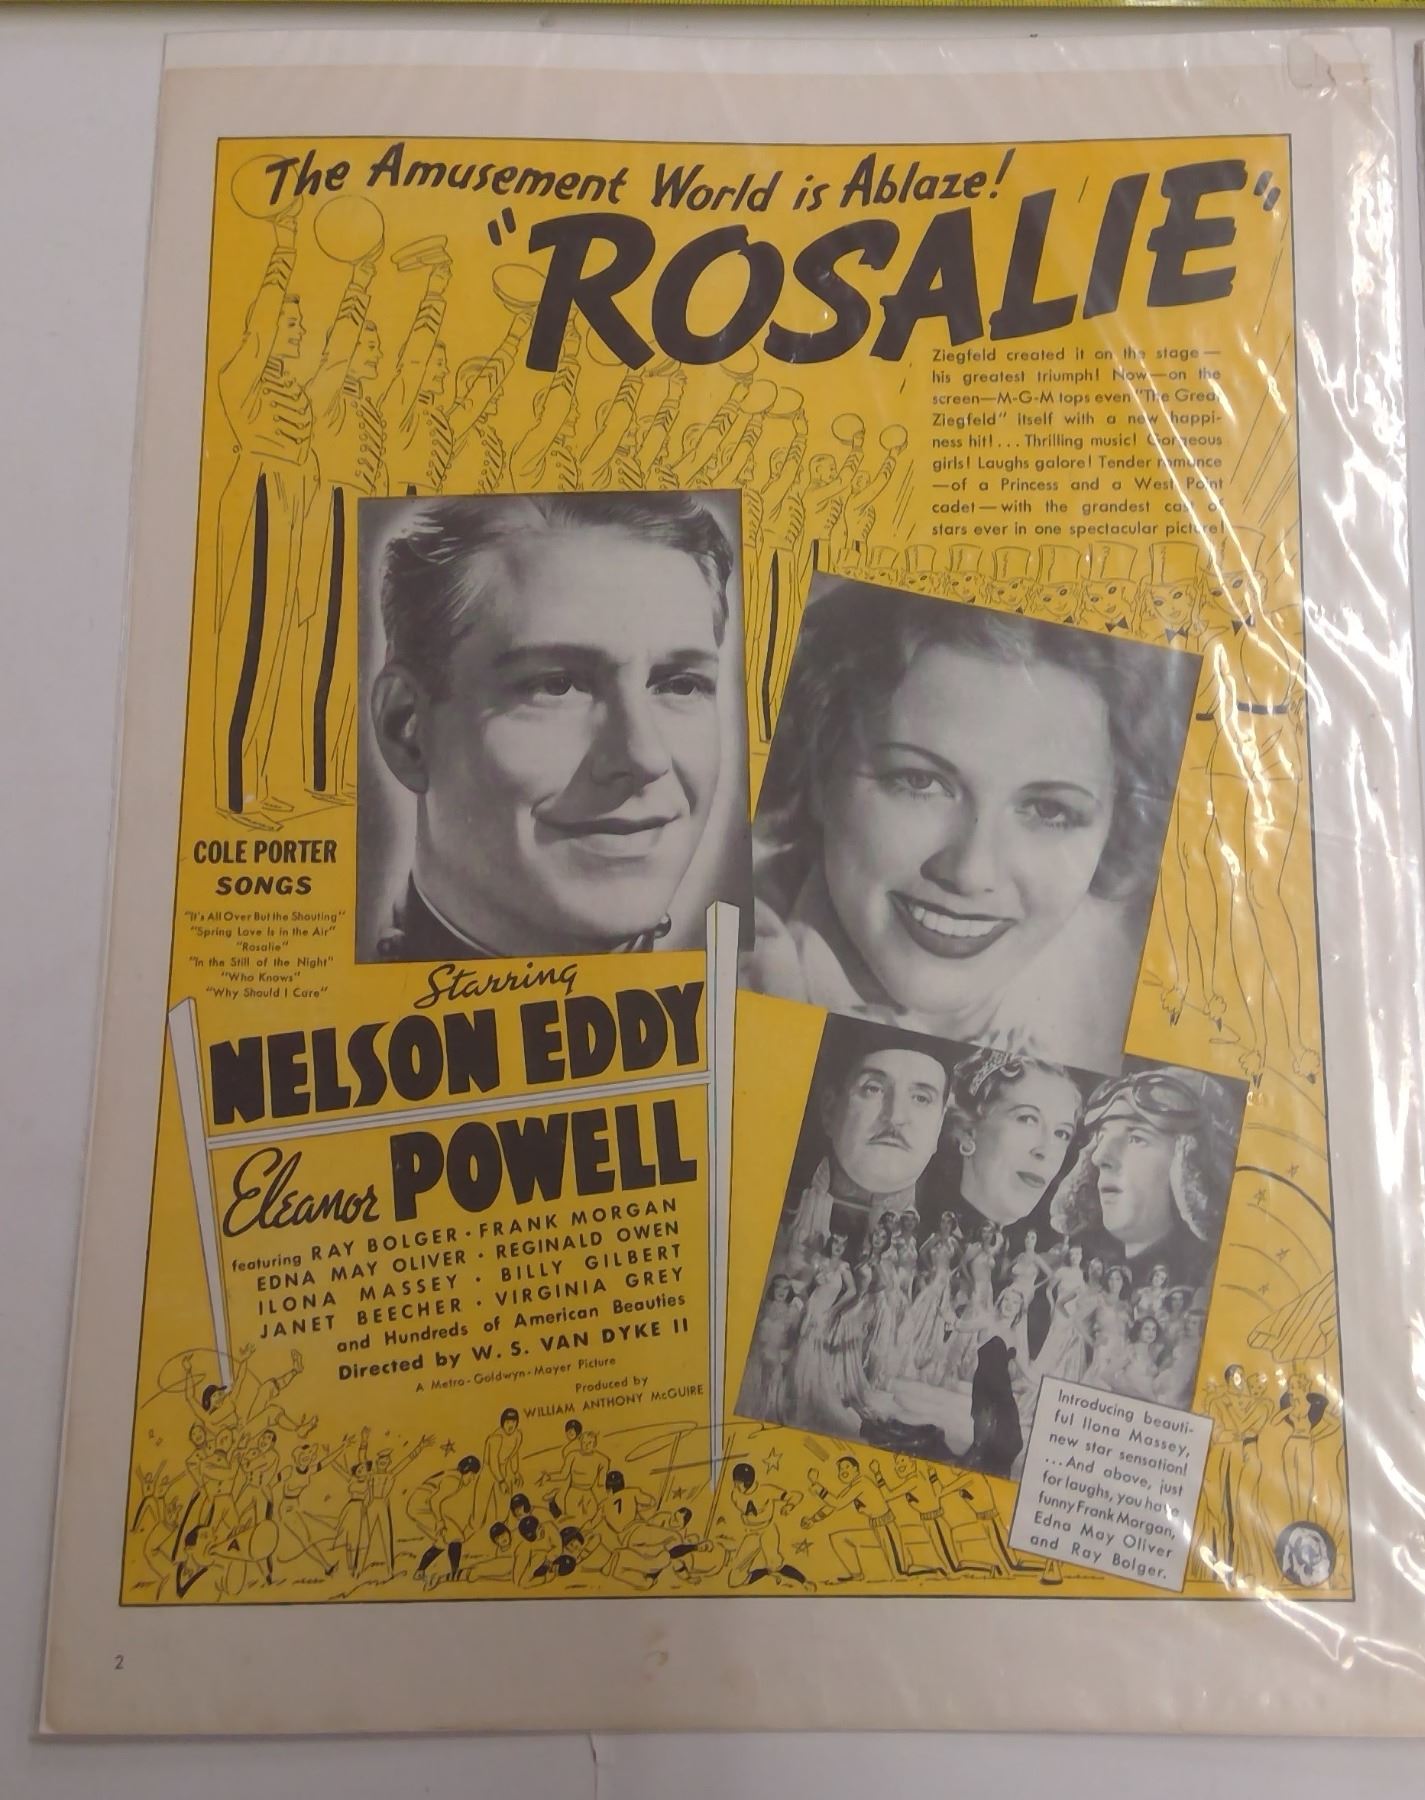 The Amusement World is Ablaze!
"ROSALIE"
Ziegfeld created it on the stage—
his greatest triumph! Now—on the
screen—M-G-M tops even "The Great
Ziegfeld" itself with a new happi-
ness hit!... Thrilling music! Gorgeous
girls! Laughs galore! Tender romance
—of a Princess and a West Point
cadet—with the grandest cast of
stars ever in one spectacular picture!
COLE PORTER
SONGS
"It's All Over But the Shouting"
"Spring Love Is in the Air"
"Rosalie"
"In the Still of the Night"
"Who Knows"
"Why Should I Care"
Starring
NELSON EDDY
Eleanor POWELL
featuring RAY BOLGER · FRANK MORGAN
EDNA MAY OLIVER · REGINALD OWEN
ILONA MASSEY · BILLY GILBERT
JANET BEECHER · VIRGINIA GREY
and Hundreds of American Beauties
Directed by W. S. VAN DYKE II
A Metro-Goldwyn-Mayer Picture
Produced by
WILLIAM ANTHONY McGUIRE
Introducing beauti-
ful Ilona Massey,
new star sensation!
...And above, just
for laughs, you have
funny Frank Morgan,
Edna May Oliver
and Ray Bolger.
A
7
A
A
A
A
2